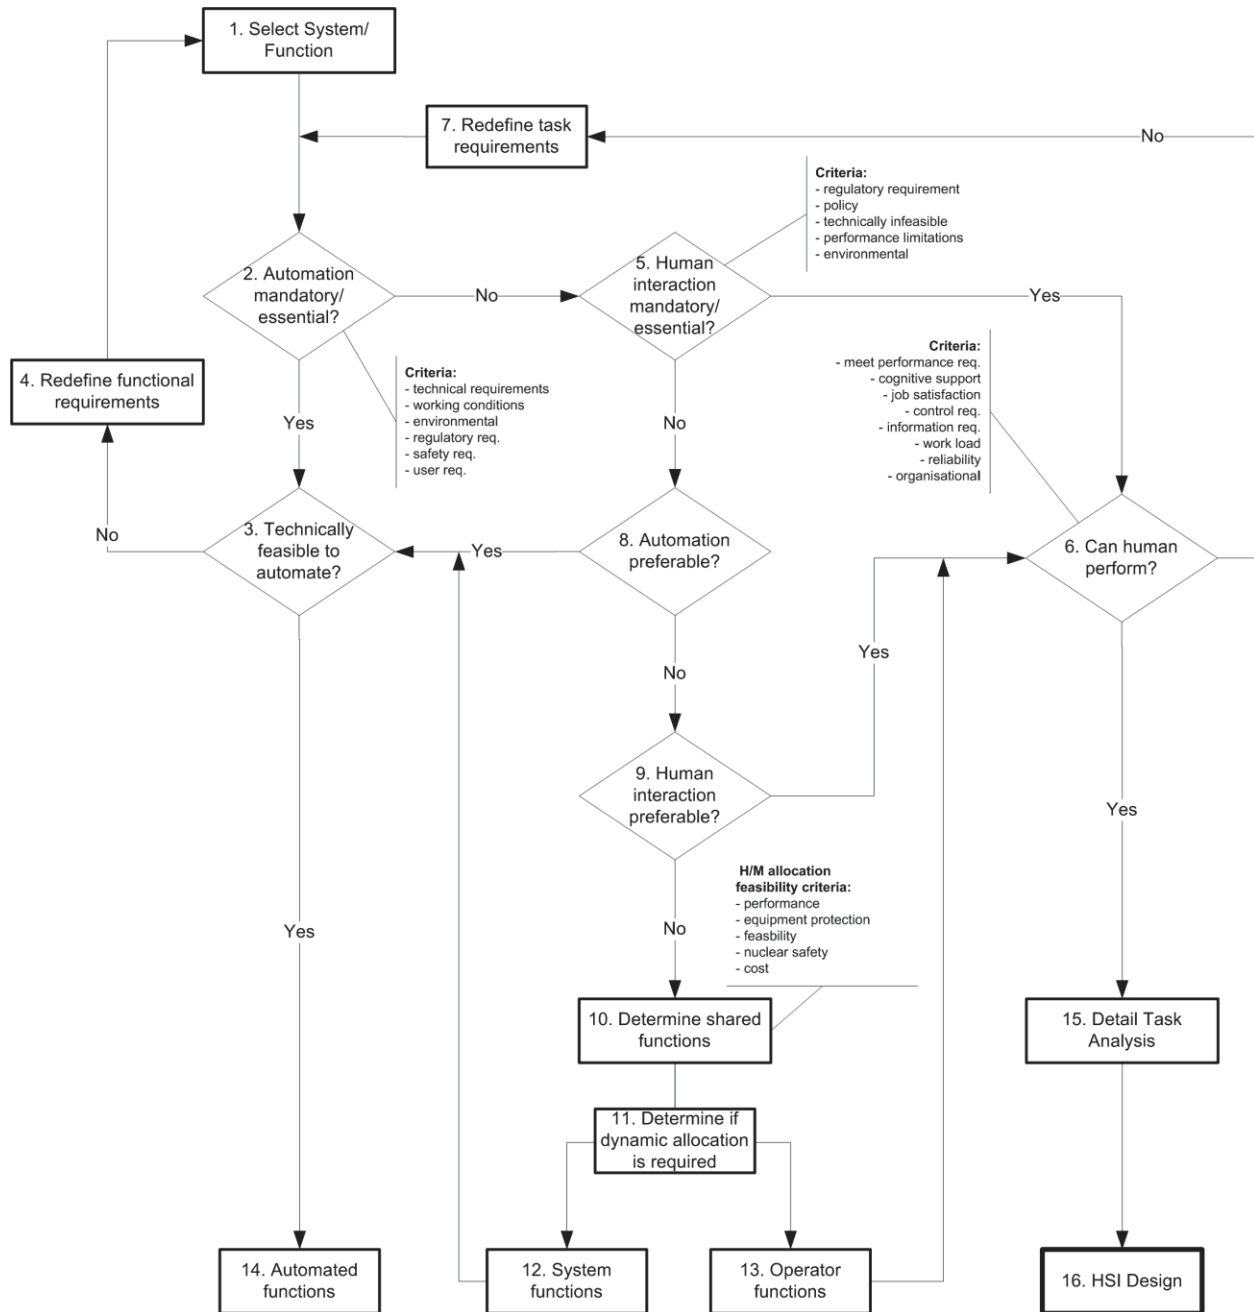 1. Select System/
Function
7. Redefine task
requirements
No
Criteria:
- regulatory requirement
- policy
- technically infeasible
- performance limitations
- environmental
2. Automation
mandatory/
essential?
No
5. Human
interaction
mandatory/
essential?
Yes
4. Redefine functional
requirements
Criteria:
- technical requirements
- working conditions
- environmental
- regulatory req.
- safety req.
- user req.
Criteria:
- meet performance req.
- cognitive support
- job satisfaction
- control req.
- information req.
- work load
- reliability
- organisational
Yes
No
No
3. Technically
feasible to
automate?
Yes
8. Automation
preferable?
6. Can human
perform?
No
Yes
Yes
9. Human
interaction
preferable?
Yes
H/M allocation
feasibility criteria:
- performance
- equipment protection
- feasbility
- nuclear safety
- cost
Yes
No
10. Determine shared
functions
15. Detail Task
Analysis
11. Determine if
dynamic allocation
is required
14. Automated
functions
12. System
functions
13. Operator
functions
16. HSI Design